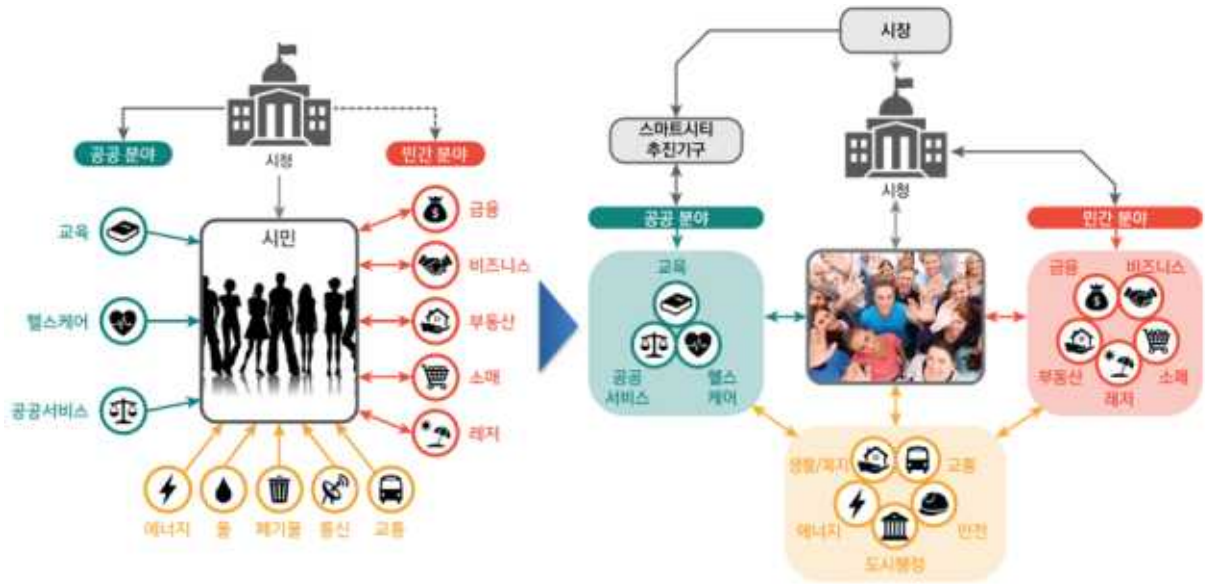 시청
공공 분야
민간 분야
시민
교육
헬스케어
공공서비스
금융
비즈니스
부동산
소매
레저
에너지
물
폐기물
통신
교통
시장
스마트시티
추진기구
시청
공공 분야
민간 분야
교육
공공
서비스
헬스
케어
금융
비즈니스
부동산
소매
레저
생활/복지
교통
에너지
안전
도시행정